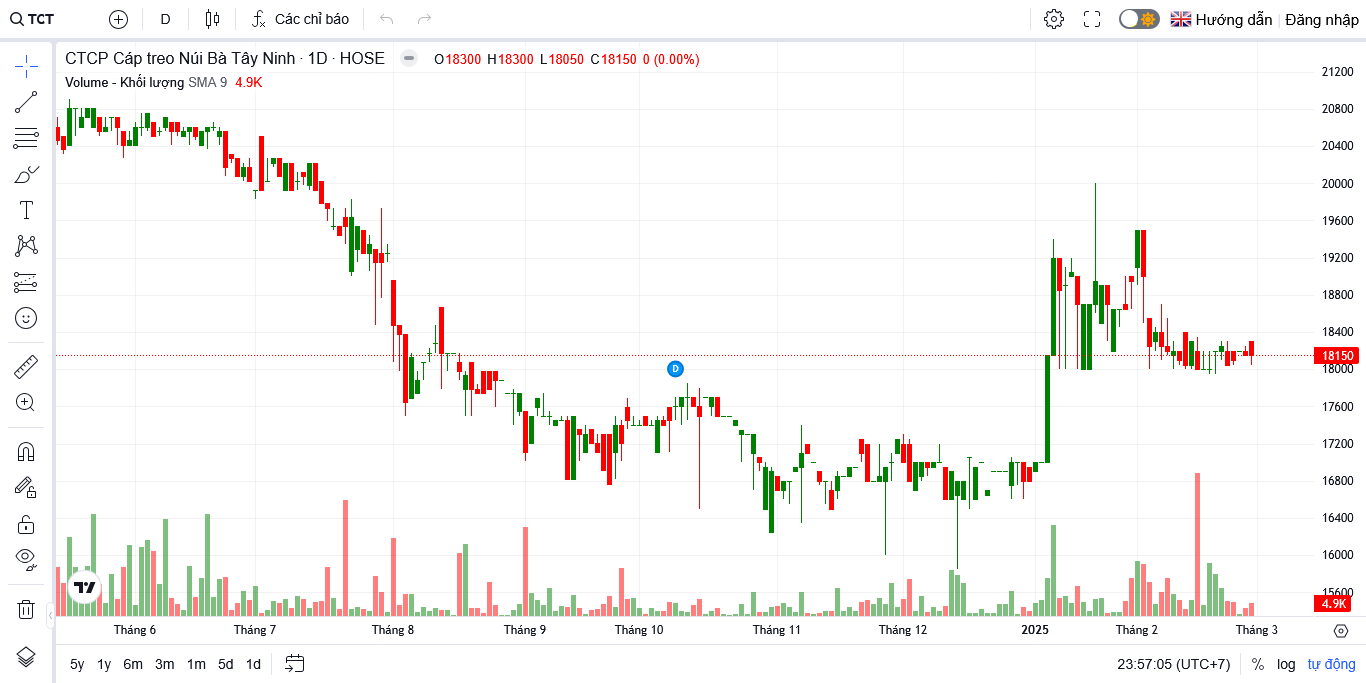 TCT D Các chỉ báo Hướng dẫn Đăng nhập
CTCP Cáp treo Núi Bà Tây Ninh · 1D · HOSE O18300 H18300 L18050 C18150 0 (0.00%)
Volume - Khối lượng SMA 9 4.9K
21200
20800
20400
20000
19600
19200
18800
18400
18150
18000
17600
17200
16800
16400
16000
15600
4.9K
D
Tháng 6 Tháng 7 Tháng 8 Tháng 9 Tháng 10 Tháng 11 Tháng 12 2025 Tháng 2 Tháng 3
5y 1y 6m 3m 1m 5d 1d 23:57:05 (UTC+7) % log tự động